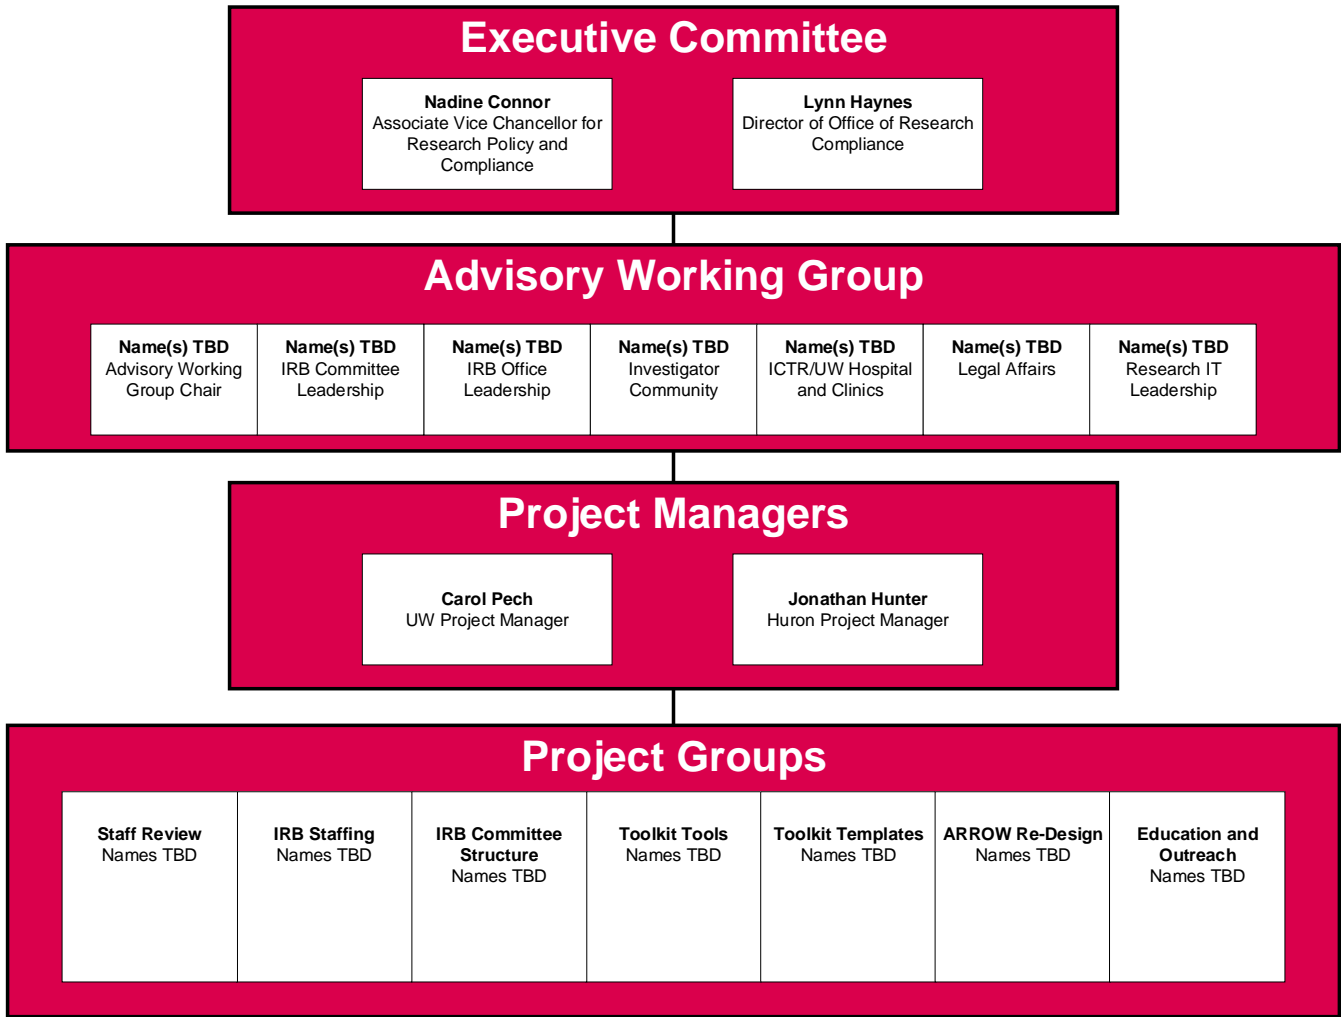 Executive Committee
Nadine Connor
Associate Vice Chancellor for
Research Policy and
Compliance
Lynn Haynes
Director of Office of Research
Compliance
Advisory Working Group
Name(s) TBD
Advisory Working
Group Chair
Name(s) TBD
IRB Committee
Leadership
Name(s) TBD
IRB Office
Leadership
Name(s) TBD
Investigator
Community
Name(s) TBD
ICTR/UW Hospital
and Clinics
Name(s) TBD
Legal Affairs
Name(s) TBD
Research IT
Leadership
Project Managers
Carol Pech
UW Project Manager
Jonathan Hunter
Huron Project Manager
Project Groups
Staff Review
Names TBD
IRB Staffing
Names TBD
IRB Committee
Structure
Names TBD
Toolkit Tools
Names TBD
Toolkit Templates
Names TBD
ARROW Re-Design
Names TBD
Education and
Outreach
Names TBD